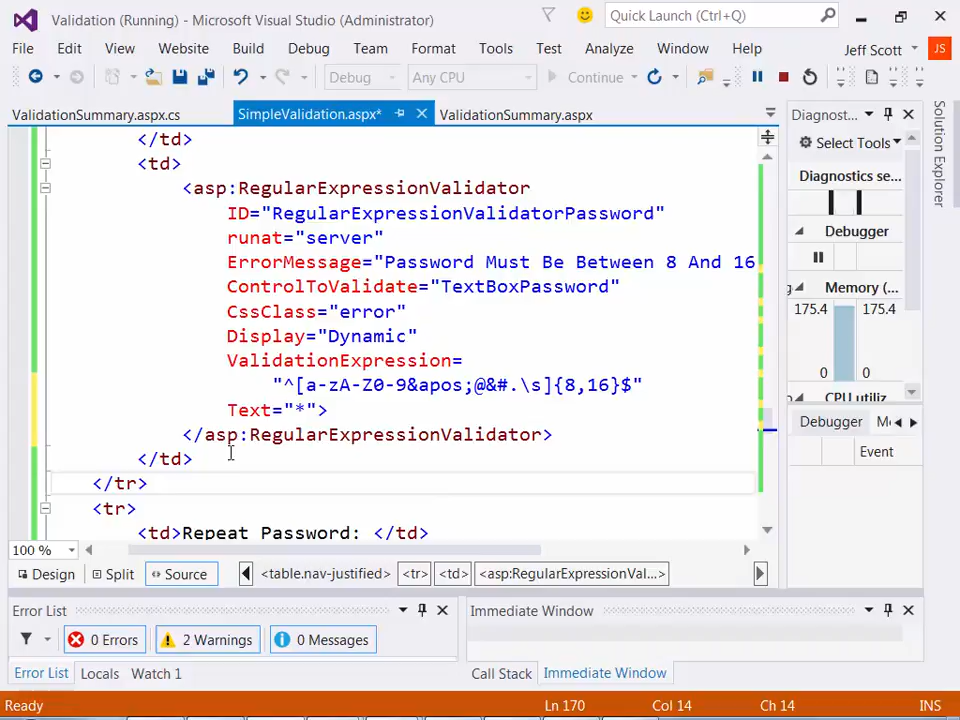 Validation (Running) - Microsoft Visual Studio (Administrator)
Quick Launch (Ctrl+Q)
File Edit View Website Build Debug Team Format Tools Test Analyze Window Help Jeff Scott JS
Debug Any CPU Continue
ValidationSummary.aspx.cs SimpleValidation.aspx* ValidationSummary.aspx
</td>
<td>
<asp:RegularExpressionValidator
ID="RegularExpressionValidatorPassword"
runat="server"
ErrorMessage="Password Must Be Between 8 And 16
ControlToValidate="TextBoxPassword"
CssClass="error"
Display="Dynamic"
ValidationExpression=
"^[a-zA-Z0-9&apos;@&#.\s]{8,16}$"
Text="*">
</asp:RegularExpressionValidator>
</td>
</tr>
<tr>
<td>Repeat Password: </td>
100 %
Design Split Source <table.nav-justified> <tr> <td> <asp:RegularExpressionVal...>
Diagnost...
Select Tools
Diagnostics se...
Debugger
Memory (...
175.4 175.4
0 0
CPU utiliz
Debugger
Event
Solution Explorer
Error List
0 Errors 2 Warnings 0 Messages
Error List Locals Watch 1
Immediate Window
Call Stack Immediate Window
Ready Ln 170 Col 14 Ch 14 INS